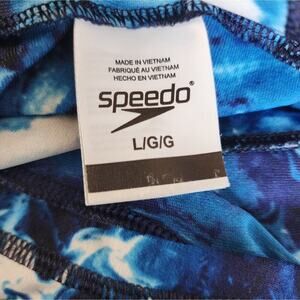 MADE IN VIETNAM
FABRIQUÉ AU VIETNAM
HECHO EN VIETNAM
speedo
L/G/G